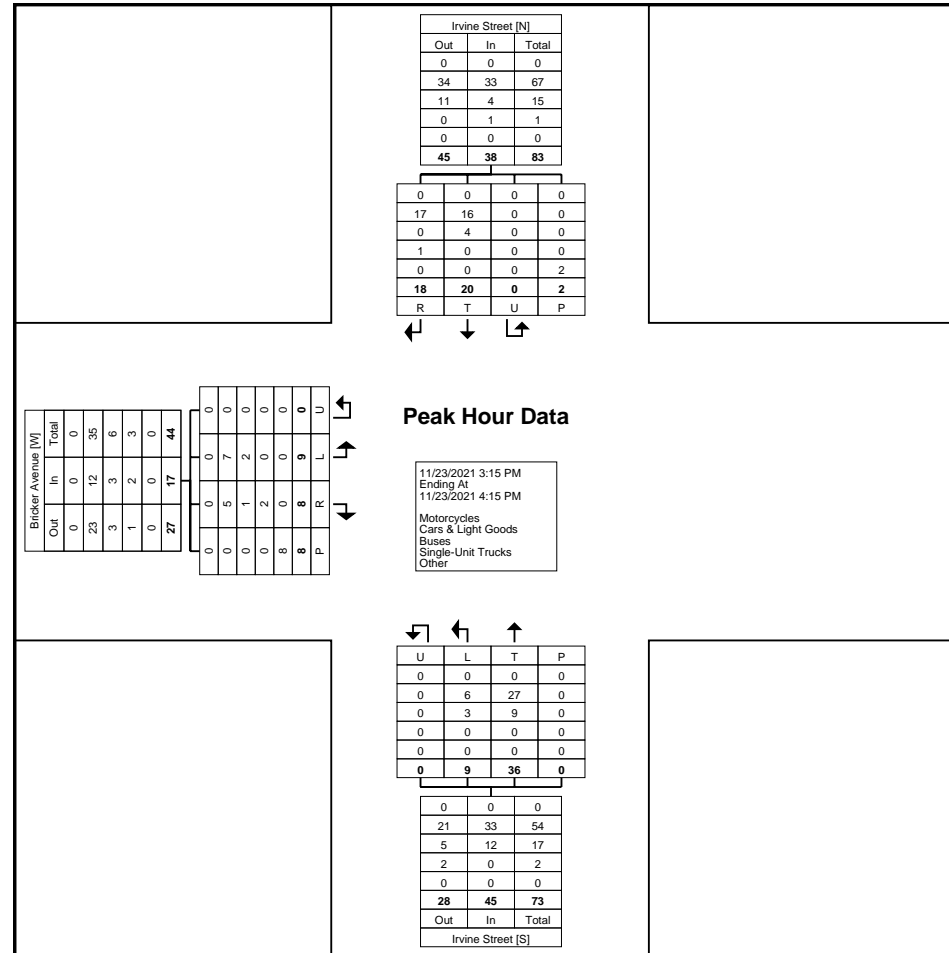 Irvine Street [N]
Out In Total
0 0 0
34 33 67
11 4 15
0 1 1
0 0 0
45 38 83
0 0 0 0
17 16 0 0
0 4 0 0
1 0 0 0
0 0 0 2
18 20 0 2
R T U P
Bricker Avenue [W]
Out In Total
0 0 0
23 12 35
3 3 6
1 2 3
0 0 0
27 17 44
0 0 0 0
0 5 7 0
0 1 2 0
0 2 0 0
8 0 0 0
8 8 9 0
P R L U
Peak Hour Data
11/23/2021 3:15 PM
Ending At
11/23/2021 4:15 PM
Motorcycles
Cars & Light Goods
Buses
Single-Unit Trucks
Other
U L T P
0 0 0 0
0 6 27 0
0 3 9 0
0 0 0 0
0 0 0 0
0 9 36 0
0 0 0
21 33 54
5 12 17
2 0 2
0 0 0
28 45 73
Out In Total
Irvine Street [S]